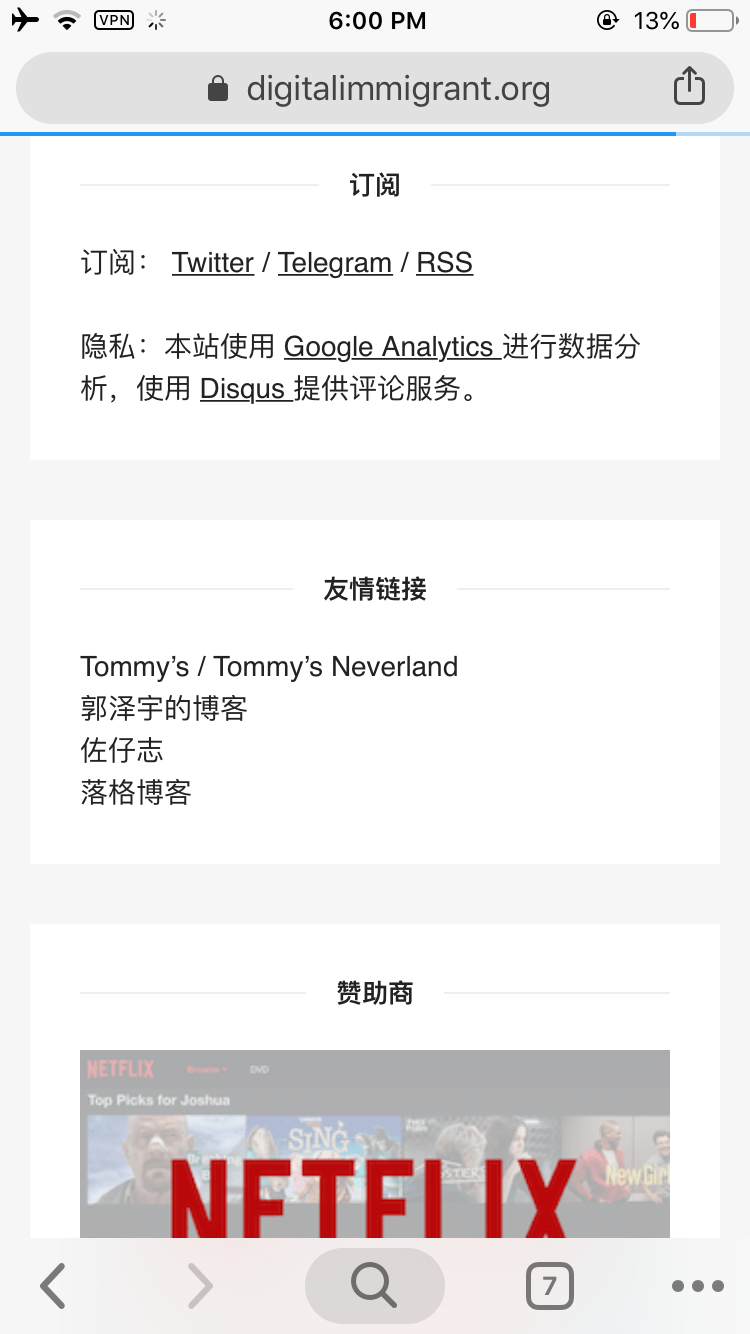 VPN 6:00 PM 13%
digitalimmigrant.org
订阅
订阅： Twitter / Telegram / RSS
隐私：本站使用 Google Analytics 进行数据分
析，使用 Disqus 提供评论服务。
友情链接
Tommy’s / Tommy’s Neverland
郭泽宇的博客
佐仔志
落格博客
赞助商
NETFLIX Browse DVD
Top Picks for Joshua
SING
New Girl
NETFLIX
7